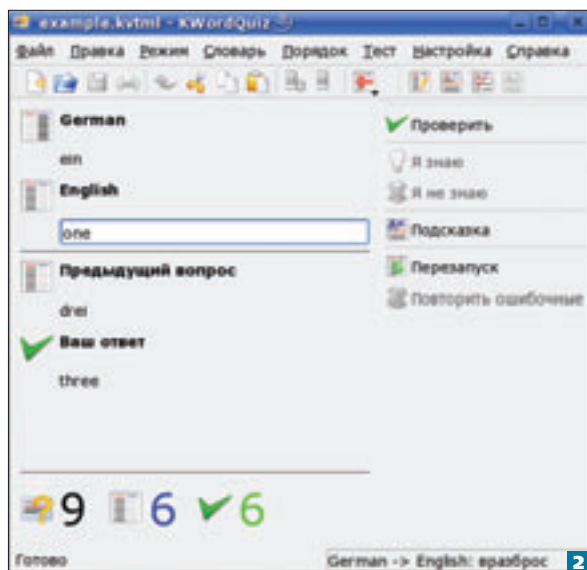 example.kvtml - KWordQuiz
Файл Правка Режим Словарь Порядок Тест Настройка Справка
German
ein
English
one
Предыдущий вопрос
drei
Ваш ответ
three
Проверить
Я знаю
Я не знаю
Подсказка
Перезапуск
Повторить ошибочные
9 6 6
Готово
German -> English: вразброс
2